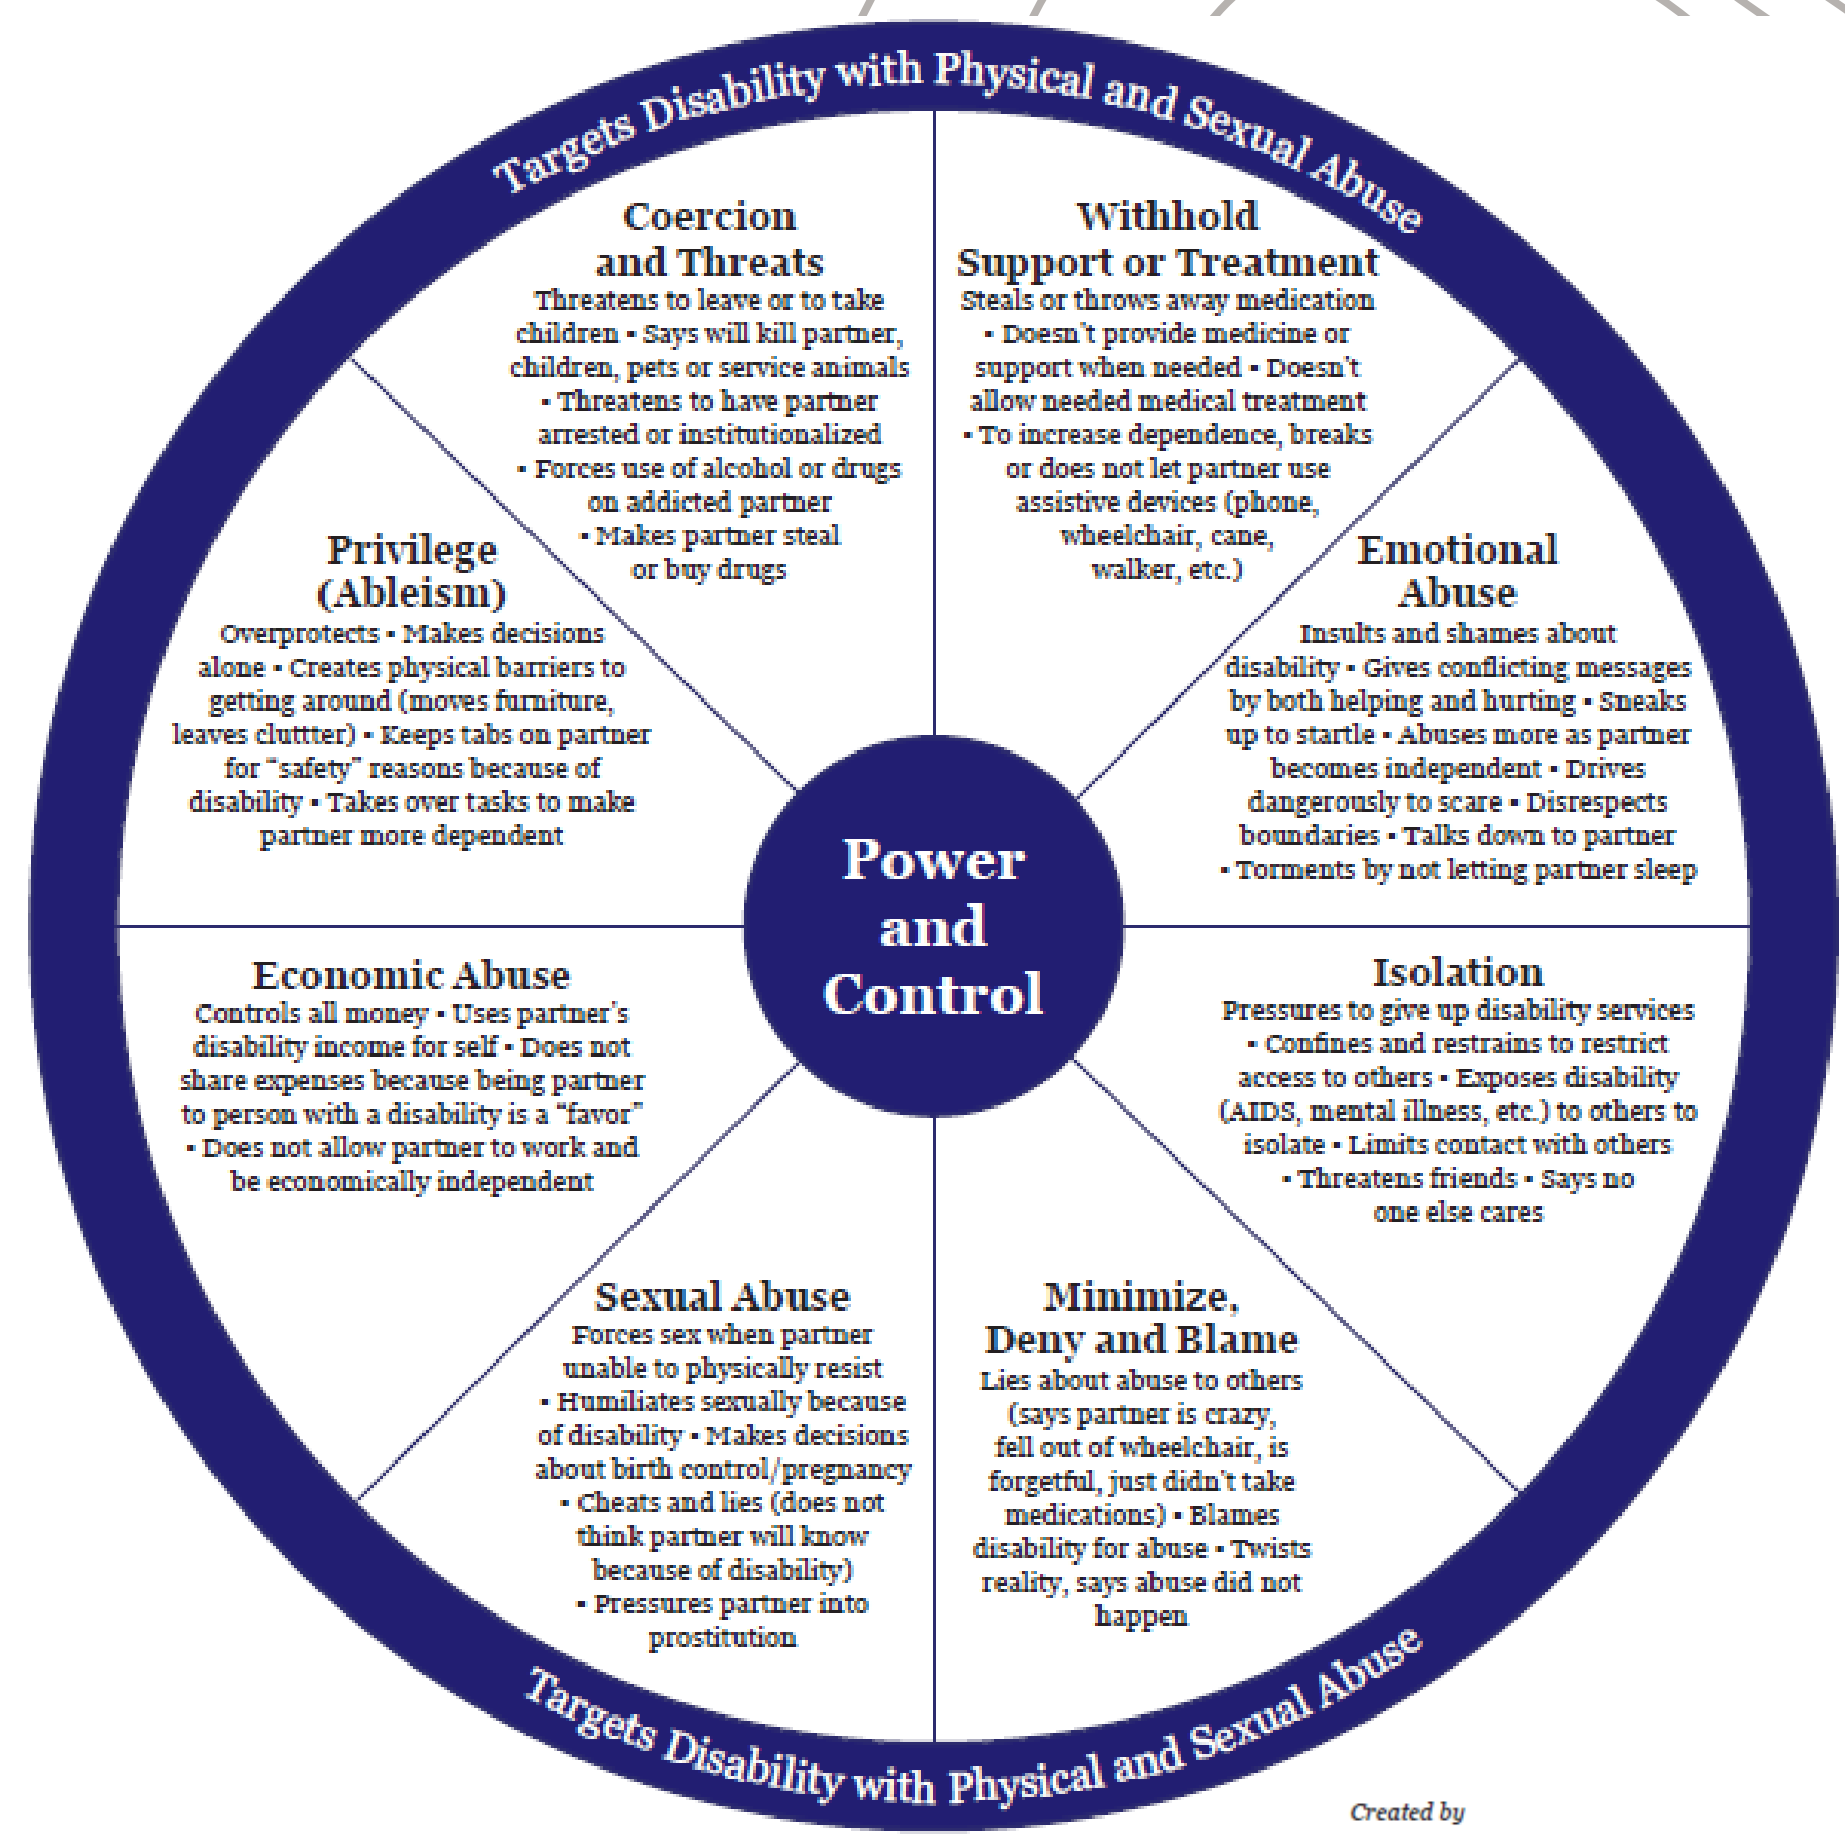 Targets Disability with Physical and Sexual Abuse
Coercion
and Threats
Threatens to leave or to take
children ▪ Says will kill partner,
children, pets or service animals
▪ Threatens to have partner
arrested or institutionalized
▪ Forces use of alcohol or drugs
on addicted partner
▪ Makes partner steal
or buy drugs
Withhold
Support or Treatment
Steals or throws away medication
▪ Doesn't provide medicine or
support when needed ▪ Doesn't
allow needed medical treatment
▪ To increase dependence, breaks
or does not let partner use
assistive devices (phone,
wheelchair, cane,
walker, etc.)
Privilege
(Ableism)
Overprotects ▪ Makes decisions
alone ▪ Creates physical barriers to
getting around (moves furniture,
leaves cluttter) ▪ Keeps tabs on partner
for "safety" reasons because of
disability ▪ Takes over tasks to make
partner more dependent
Emotional
Abuse
Insults and shames about
disability ▪ Gives conflicting messages
by both helping and hurting ▪ Sneaks
up to startle ▪ Abuses more as partner
becomes independent ▪ Drives
dangerously to scare ▪ Disrespects
boundaries ▪ Talks down to partner
▪ Torments by not letting partner sleep
Power
and
Control
Economic Abuse
Controls all money ▪ Uses partner's
disability income for self ▪ Does not
share expenses because being partner
to person with a disability is a "favor"
▪ Does not allow partner to work and
be economically independent
Isolation
Pressures to give up disability services
▪ Confines and restrains to restrict
access to others ▪ Exposes disability
(AIDS, mental illness, etc.) to others to
isolate ▪ Limits contact with others
▪ Threatens friends ▪ Says no
one else cares
Sexual Abuse
Forces sex when partner
unable to physically resist
▪ Humiliates sexually because
of disability ▪ Makes decisions
about birth control/pregnancy
▪ Cheats and lies (does not
think partner will know
because of disability)
▪ Pressures partner into
prostitution
Minimize,
Deny and Blame
Lies about abuse to others
(says partner is crazy,
fell out of wheelchair, is
forgetful, just didn't take
medications) ▪ Blames
disability for abuse ▪ Twists
reality, says abuse did not
happen
Targets Disability with Physical and Sexual Abuse
Created by